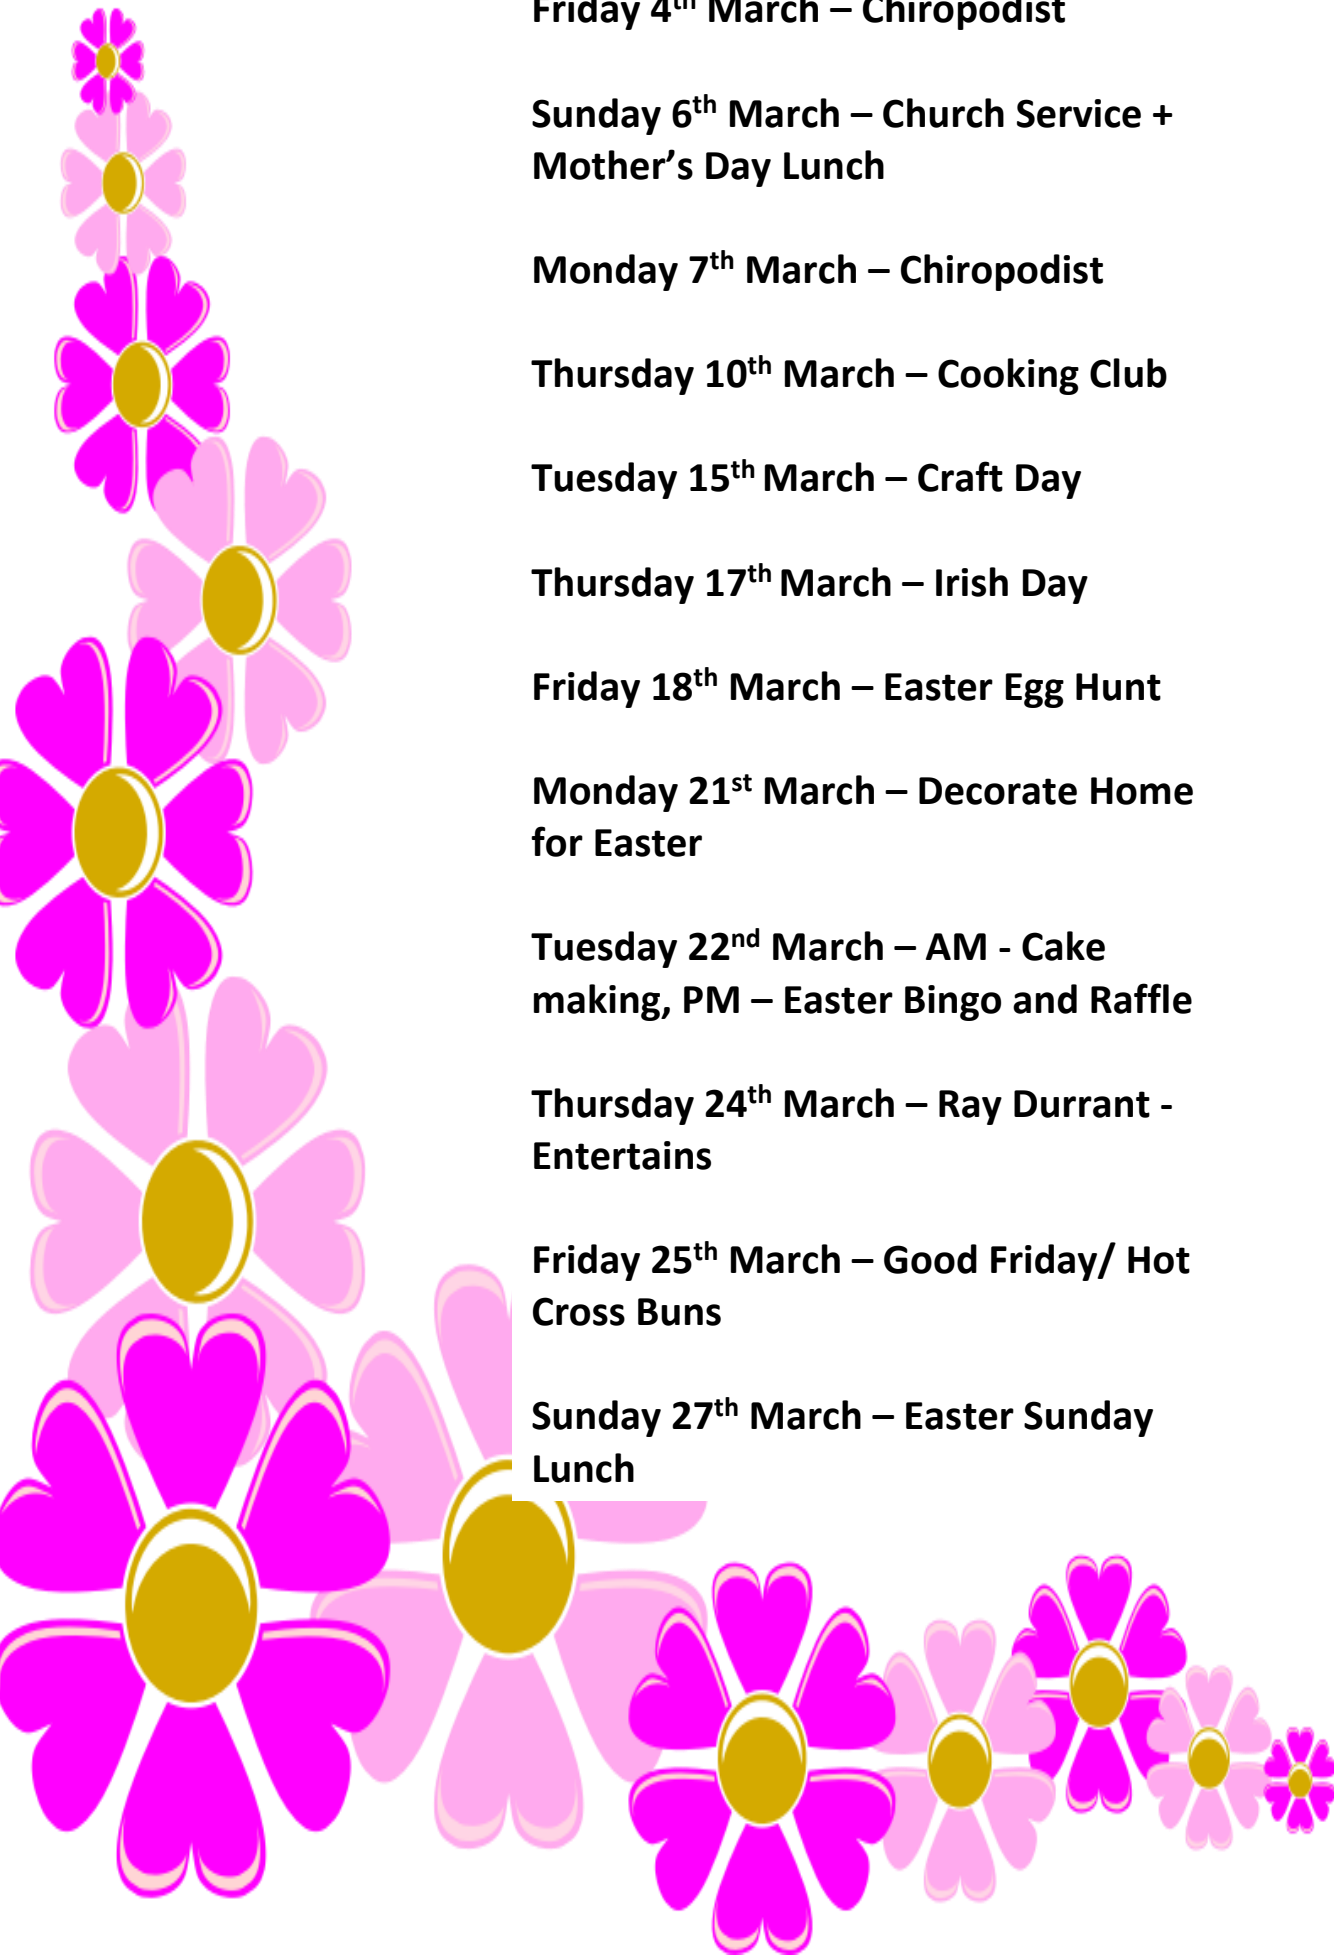 Friday 4th March – Chiropodist
Sunday 6th March – Church Service +
Mother’s Day Lunch
Monday 7th March – Chiropodist
Thursday 10th March – Cooking Club
Tuesday 15th March – Craft Day
Thursday 17th March – Irish Day
Friday 18th March – Easter Egg Hunt
Monday 21st March – Decorate Home
for Easter
Tuesday 22nd March – AM - Cake
making, PM – Easter Bingo and Raffle
Thursday 24th March – Ray Durrant -
Entertains
Friday 25th March – Good Friday/ Hot
Cross Buns
Sunday 27th March – Easter Sunday
Lunch